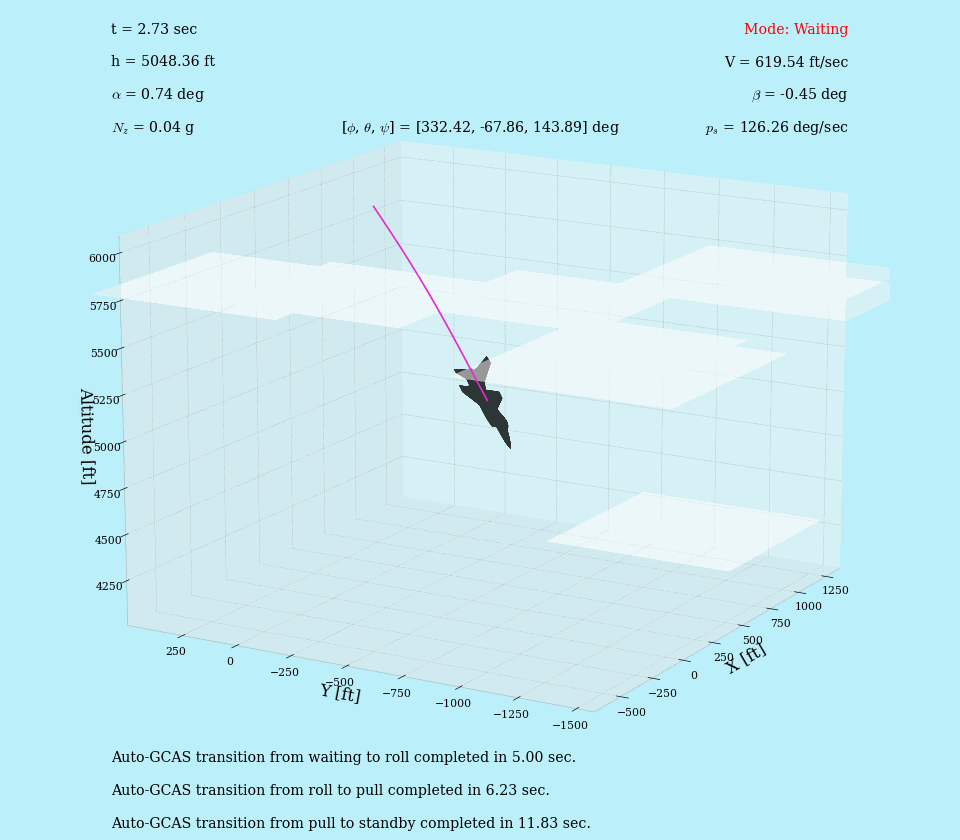 t = 2.73 sec
Mode: Waiting
h = 5048.36 ft
V = 619.54 ft/sec
α = 0.74 deg
β = -0.45 deg
N_z = 0.04 g
[ϕ, θ, ψ] = [332.42, -67.86, 143.89] deg
p_s = 126.26 deg/sec
6000
5750
5500
5250
5000
4750
4500
4250
Altitude [ft]
250
0
−250
−500
−750
−1000
−1250
−1500
Y [ft]
1250
1000
750
500
250
0
−250
−500
X [ft]
Auto-GCAS transition from waiting to roll completed in 5.00 sec.
Auto-GCAS transition from roll to pull completed in 6.23 sec.
Auto-GCAS transition from pull to standby completed in 11.83 sec.